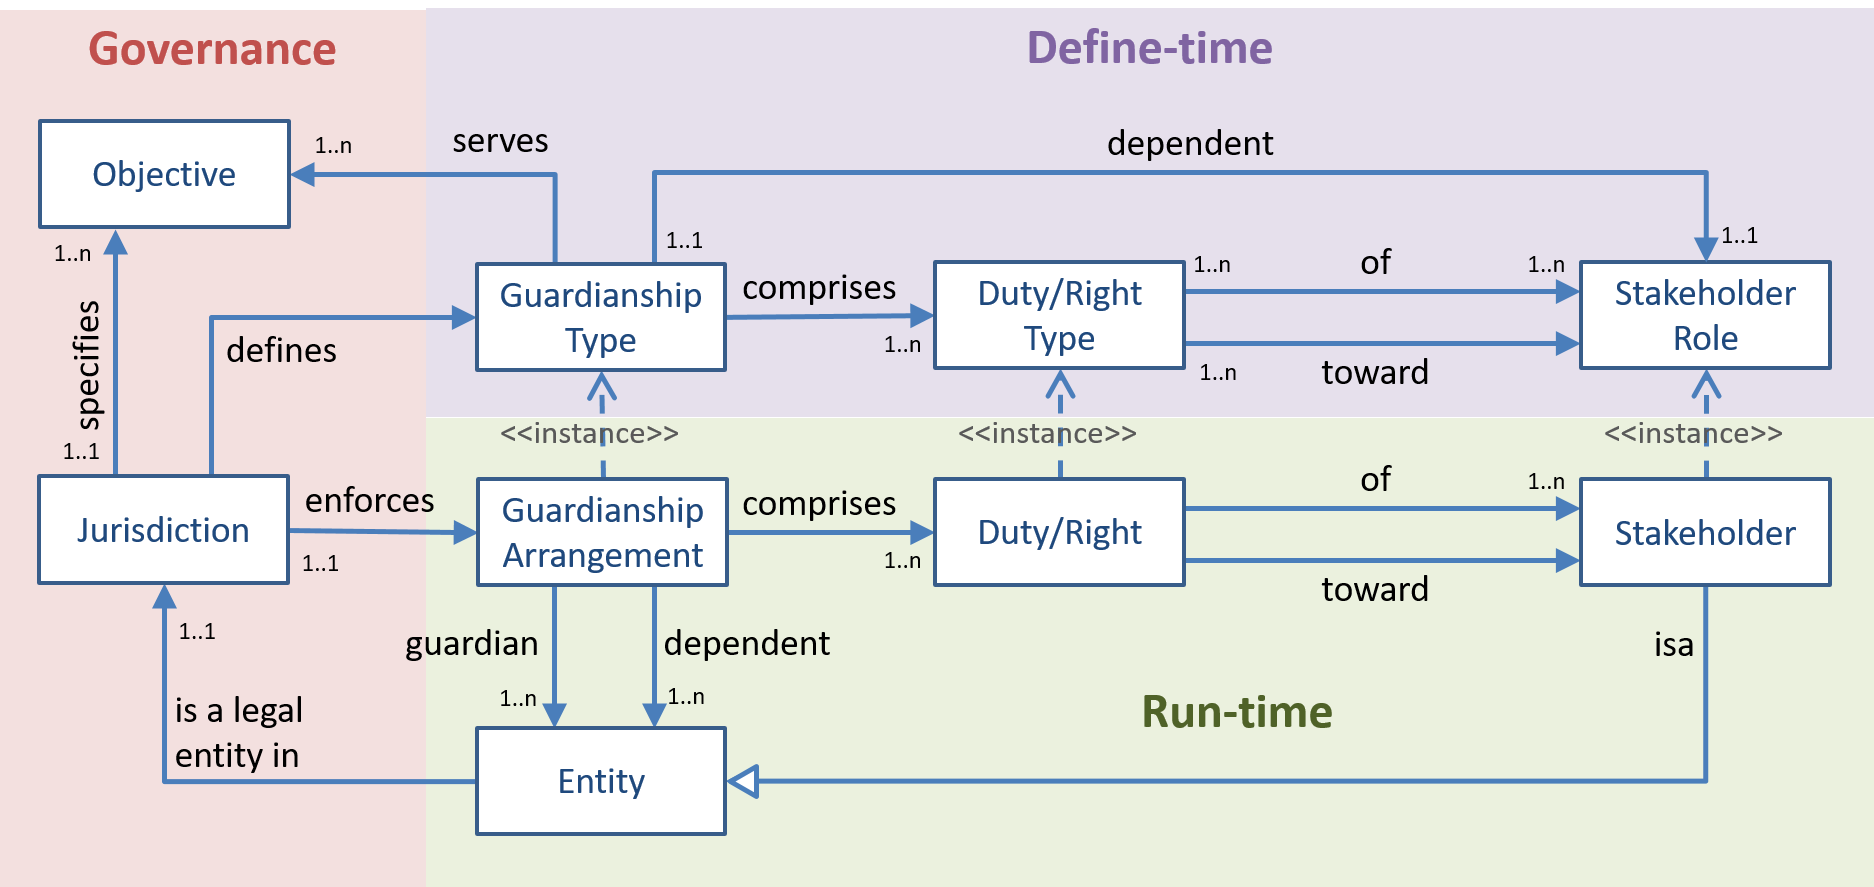 Governance
Define-time
serves
dependent
1..n
Objective
1..n
specifies
1..1
defines
1..1
Guardianship
Type
comprises
1..n
Duty/Right
Type
1..n
of
1..n
1..n
toward
1..1
Stakeholder
Role
<<instance>>
<<instance>>
<<instance>>
Jurisdiction
enforces
1..1
Guardianship
Arrangement
comprises
1..n
Duty/Right
of
1..n
toward
Stakeholder
1..1
is a legal
entity in
guardian
1..n
dependent
1..n
isa
Run-time
Entity